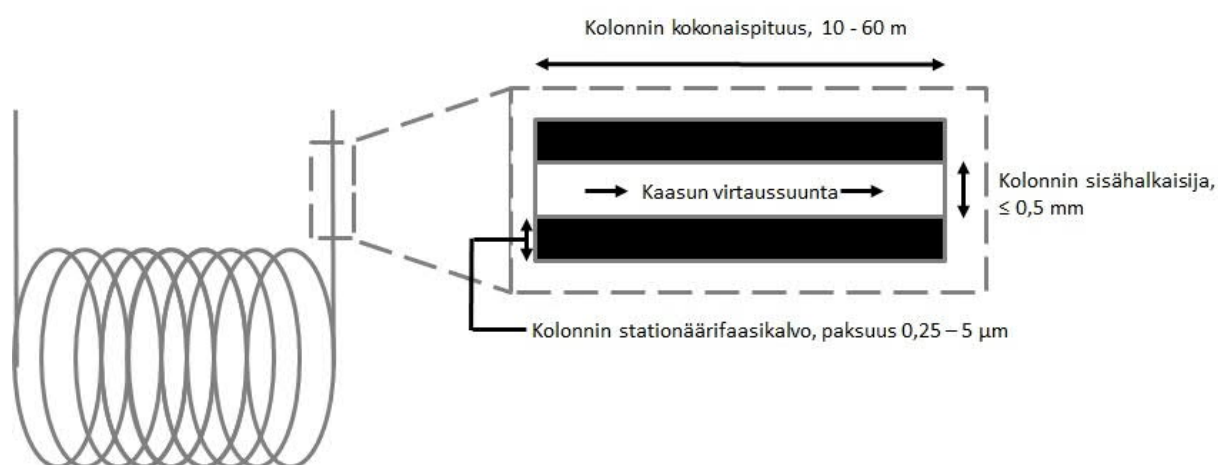 Kolonnin kokonaispituus, 10 - 60 m
Kaasun virtaussuunta
Kolonnin sisähalkaisija,
≤ 0,5 mm
Kolonnin stationäärifaasikalvo, paksuus 0,25 – 5 µm